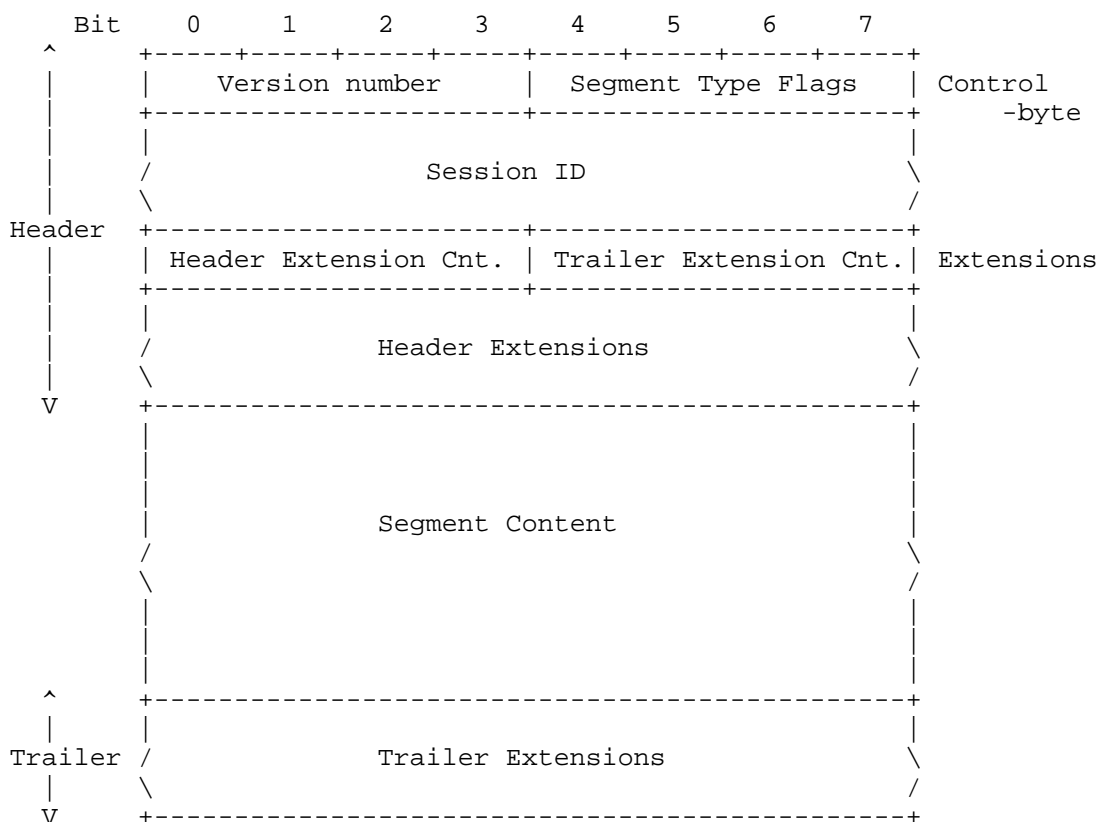 Bit 0 1 2 3 4 5 6 7
Version number Segment Type Flags Control
-byte
Session ID
Header
Header Extension Cnt. Trailer Extension Cnt. Extensions
Header Extensions
V
Segment Content
Trailer Trailer Extensions
V